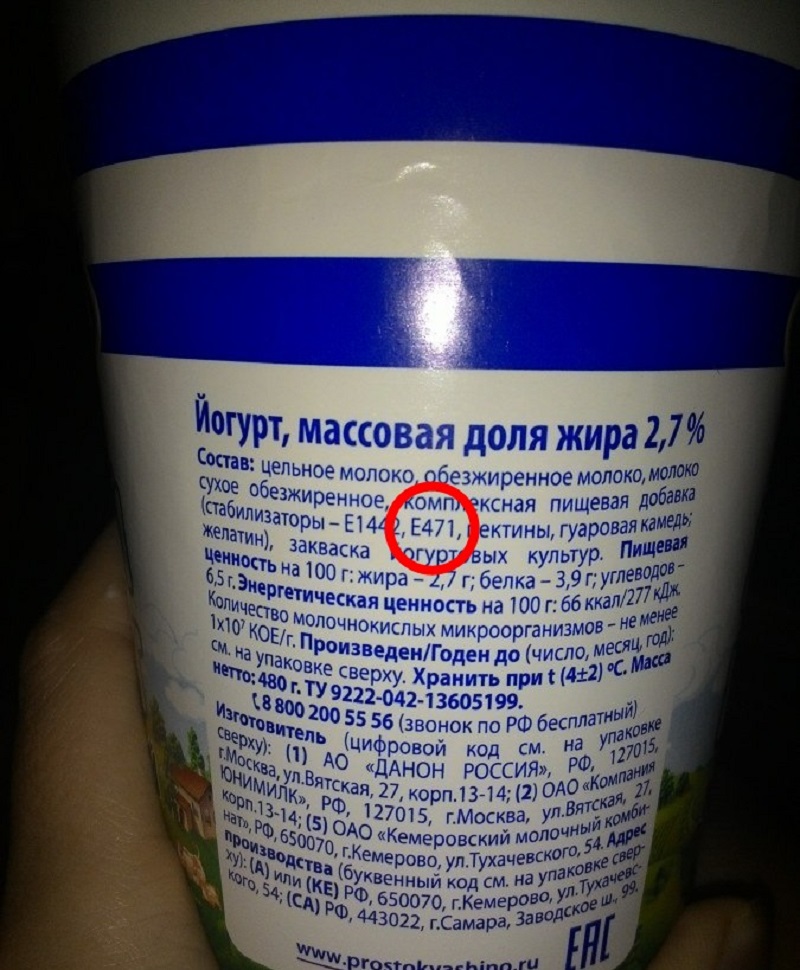 Йогурт, массовая доля жира 2,7 %
Состав: цельное молоко, обезжиренное молоко, молоко
сухое обезжиренное, комплексная пищевая добавка
(стабилизаторы – Е1442, Е471, пектины, гуаровая камедь;
желатин), закваска йогуртовых культур. Пищевая
ценность на 100 г: жира – 2,7 г; белка – 3,9 г; углеводов –
6,5 г. Энергетическая ценность на 100 г: 66 ккал/277 кДж.
Количество молочнокислых микроорганизмов – не менее
1x10⁷ КОЕ/г. Произведен/Годен до (число, месяц, год):
см. на упаковке сверху. Хранить при t (4±2) ºС. Масса
нетто: 480 г. ТУ 9222-042-13605199.
8 800 200 55 56 (звонок по РФ бесплатный)
Изготовитель (цифровой код см. на упаковке
сверху): (1) АО «ДАНОН РОССИЯ», РФ, 127015,
г.Москва, ул.Вятская, 27, корп.13-14; (2) ОАО «Компания
ЮНИМИЛК», РФ, 127015, г.Москва, ул.Вятская, 27,
корп.13-14; (5) ОАО «Кемеровский молочный комби-
нат», РФ, 650070, г.Кемерово, ул.Тухачевского, 54. Адрес
производства (буквенный код см. на упаковке свер-
ху): (А) или (КЕ) РФ, 650070, г.Кемерово, ул.Тухачевс-
кого, 54; (СА) РФ, 443022, г.Самара, Заводское ш., 99.
www.prostokvashino.ru
EAC